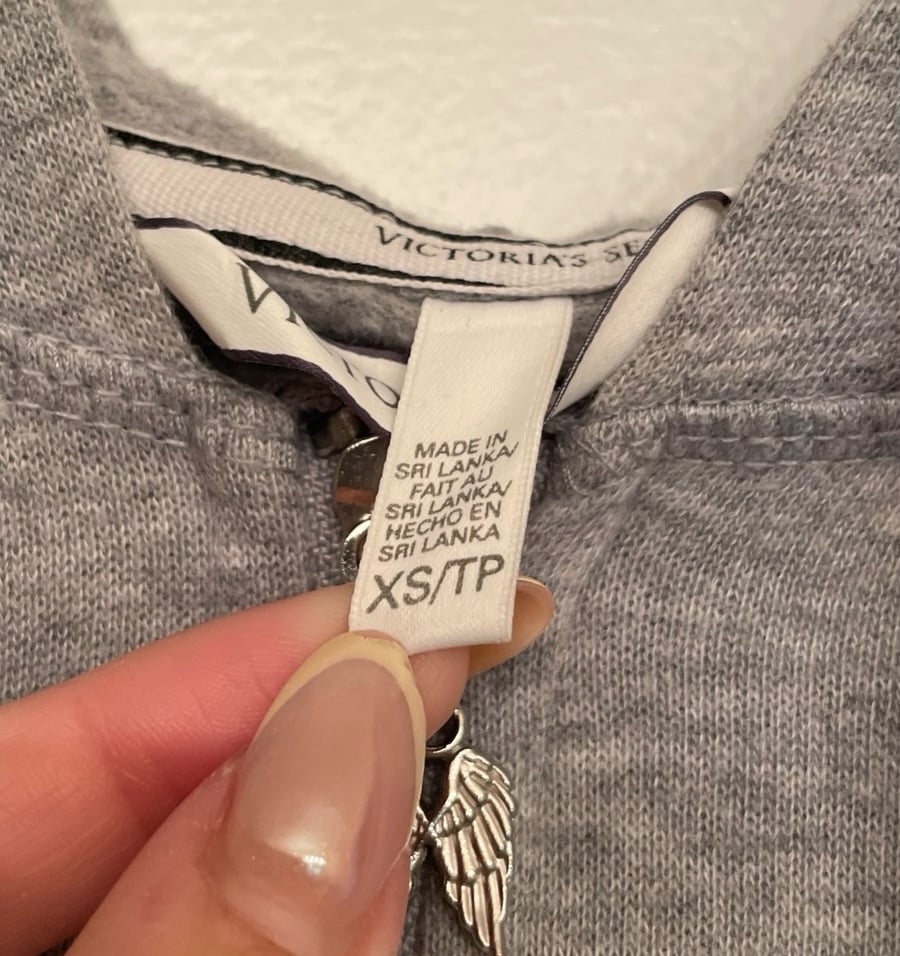 VICTORIA'S SE
MADE IN
SRI LANKA/
FAIT AU
SRI LANKA/
HECHO EN
SRI LANKA
XS/TP